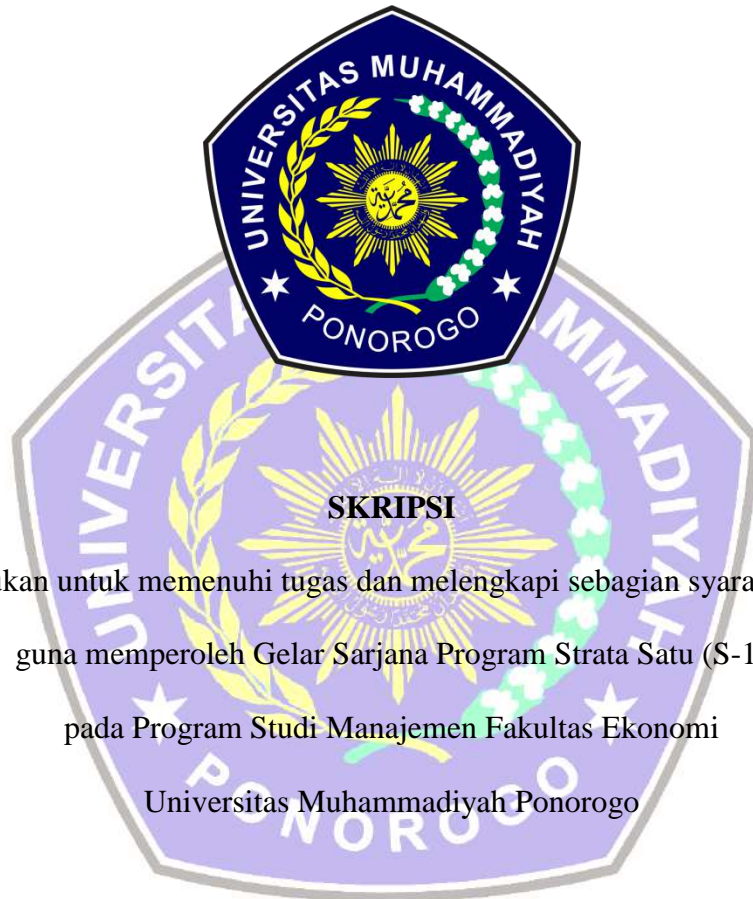 UNIVERSITAS MUHAMMADIYAH
PONOROGO
SKRIPSI
ukan untuk memenuhi tugas dan melengkapi sebagian syara
guna memperoleh Gelar Sarjana Program Strata Satu (S-1
pada Program Studi Manajemen Fakultas Ekonomi
Universitas Muhammadiyah Ponorogo